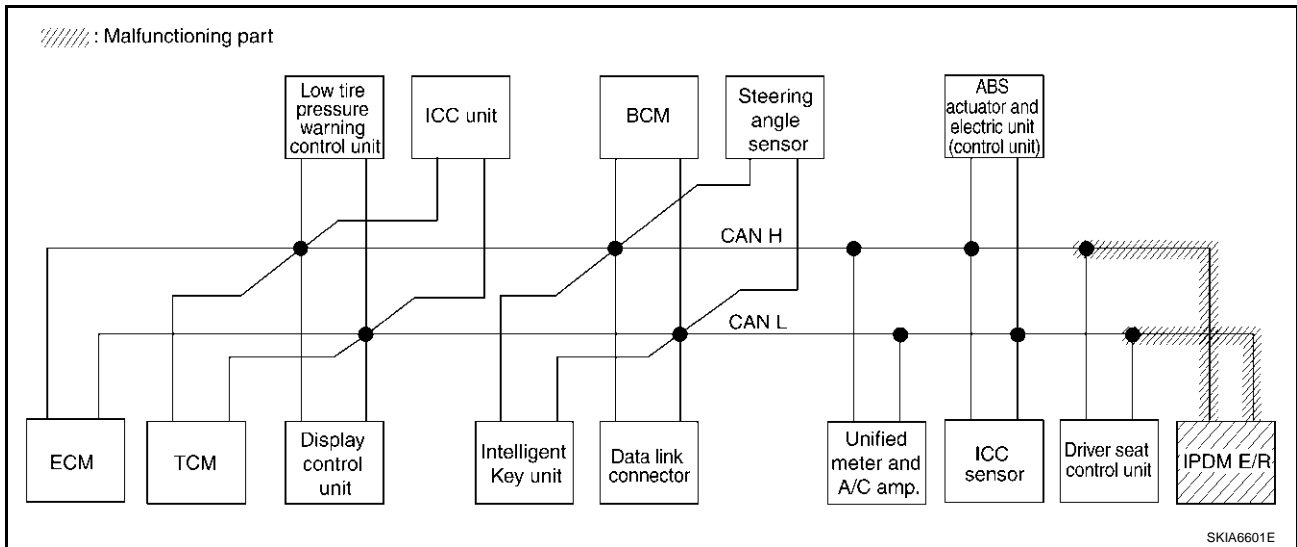 : Malfunctioning part
Low tire
pressure
warning
control unit
ICC unit
BCM
Steering
angle
sensor
ABS
actuator and
electric unit
(control unit)
CAN H
CAN L
ECM
TCM
Display
control
unit
Intelligent
Key unit
Data link
connector
Unified
meter and
A/C amp.
ICC
sensor
Driver seat
control unit
IPDM E/R
SKIA6601E